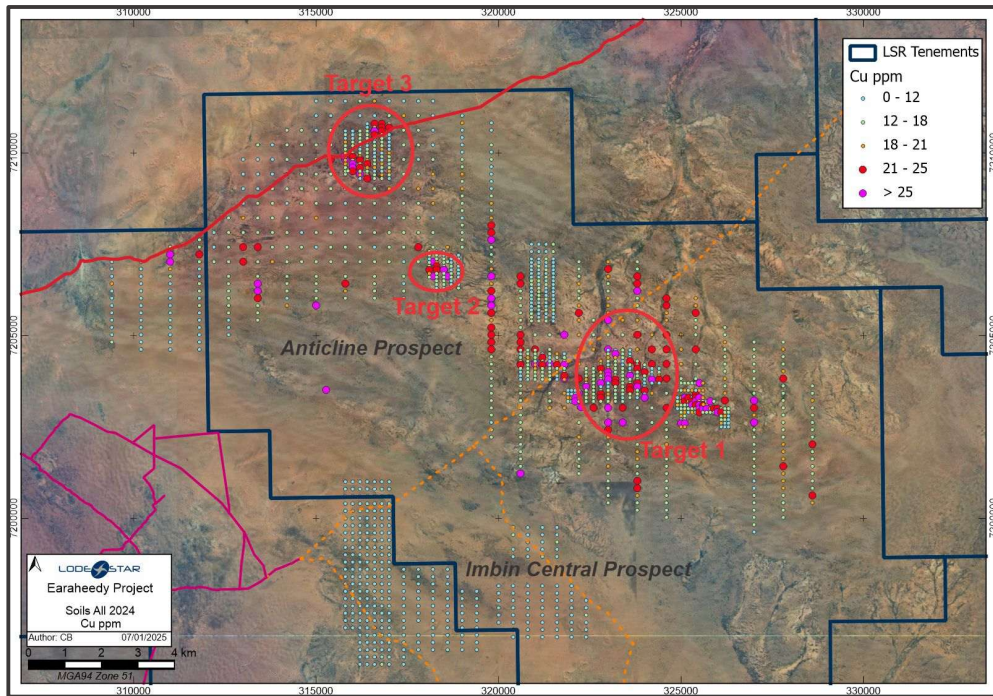 310000
315000
320000
325000
330000
LSR Tenements
Cu ppm
0 - 12
12 - 18
18 - 21
21 - 25
> 25
Target 3
7210000
7210000
Target 2
7205000
7205000
Anticline Prospect
Target 1
7200000
7200000
Imbin Central Prospect
LODESTAR
Earaheedy Project
Soils All 2024
Cu ppm
Author: CB
07/01/2025
0 1 2 3 4 km
MGA94 Zone 51
310000
315000
320000
325000
330000